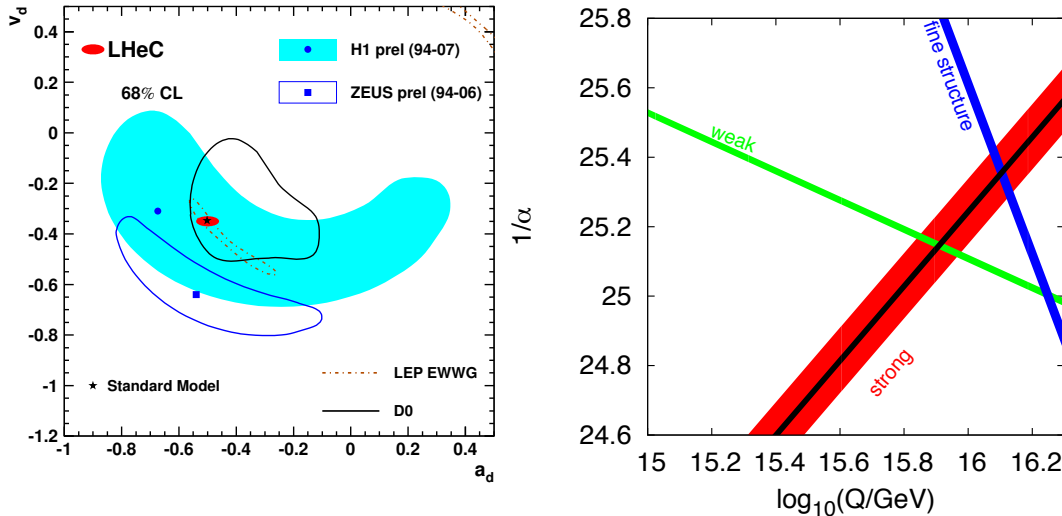 v_d
0.4
0.2
0
-0.2
-0.4
-0.6
-0.8
-1
-1.2
-1 -0.8 -0.6 -0.4 -0.2 0 0.2 0.4
a_d
LHeC
68% CL
H1 prel (94-07)
ZEUS prel (94-06)
Standard Model
LEP EWWG
D0
25.8
25.6
25.4
25.2
25
24.8
24.6
1/α
15 15.2 15.4 15.6 15.8 16 16.2
log₁₀(Q/GeV)
weak
fine structure
strong